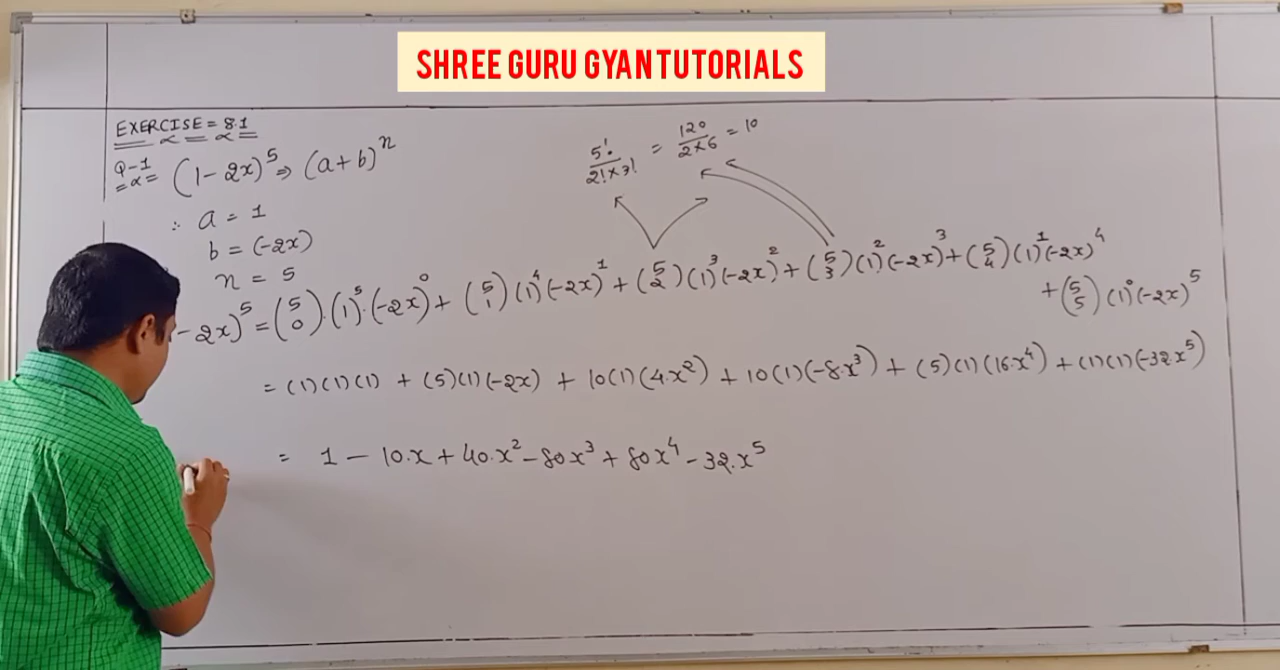 SHREE GURU GYAN TUTORIALS
EXERCISE = 8.1
Q-1 (1-2x)^5 ⇒ (a+b)^n
∴ a = 1
b = (-2x)
n = 5
5!/(2!×3!) = 120/(2×6) = 10
-2x)^5 = (5 0)·(1)^5·(-2x)^0 + (5 1)(1)^4(-2x)^1 + (5 2)(1)^3(-2x)^2 + (5 3)(1)^2(-2x)^3 + (5 4)(1)^1(-2x)^4
+ (5 5)(1)^0(-2x)^5
= (1)(1)(1) + (5)(1)(-2x) + 10(1)(4·x^2) + 10(1)(-8·x^3) + (5)(1)(16·x^4) + (1)(1)(-32·x^5)
= 1 - 10·x + 40·x^2 - 80x^3 + 80x^4 - 32·x^5